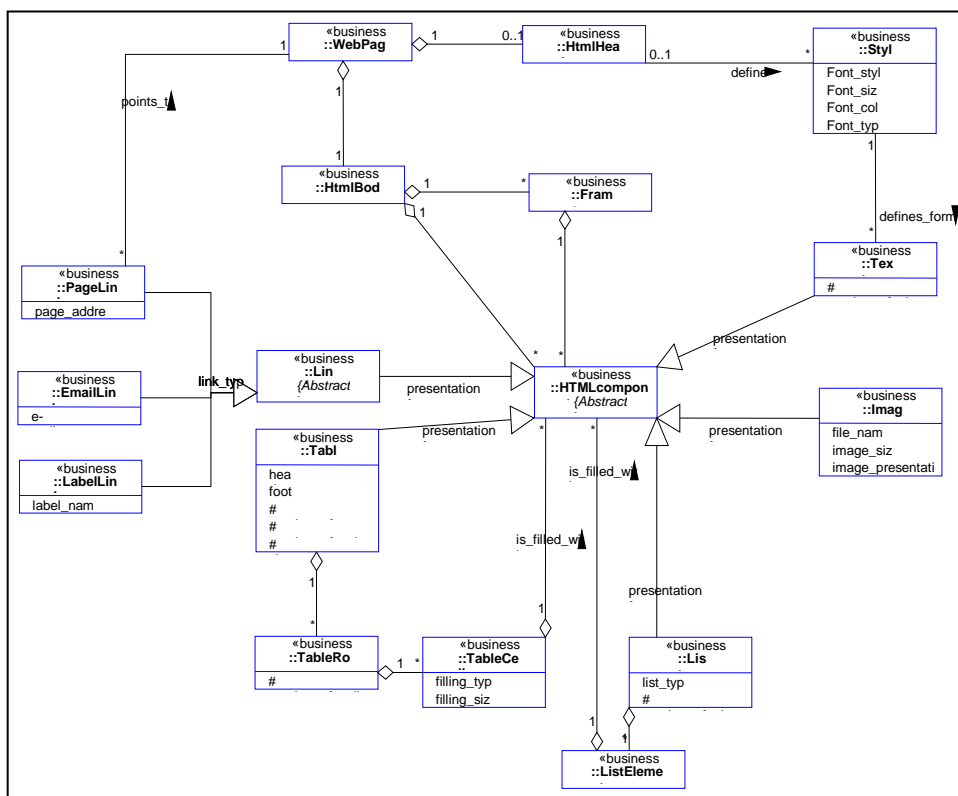 «business
::WebPag
1
0..1
«business
::HtmlHea
0..1
define
*
«business
::Styl
Font_styl
Font_siz
Font_col
Font_typ
1
points_t
1
1
1
«business
::HtmlBod
1
*
«business
::Fram
1
1
defines_form
*
«business
::Tex
#
*
«business
::PageLin
page_addre
«business
::EmailLin
e-
«business
::LabelLin
label_nam
link_typ
«business
::Lin
{Abstract
presentation
presentation
*
*
«business
::HTMLcompon
{Abstract
*
*
presentation
presentation
«business
::Imag
file_nam
image_siz
image_presentati
«business
::Tabl
hea
foot
#
#
#
is_filled_wi
is_filled_wi
1
*
presentation
«business
::TableRo
#
1
*
1
«business
::TableCe
filling_typ
filling_siz
«business
::Lis
list_typ
#
1
«business
::ListEleme